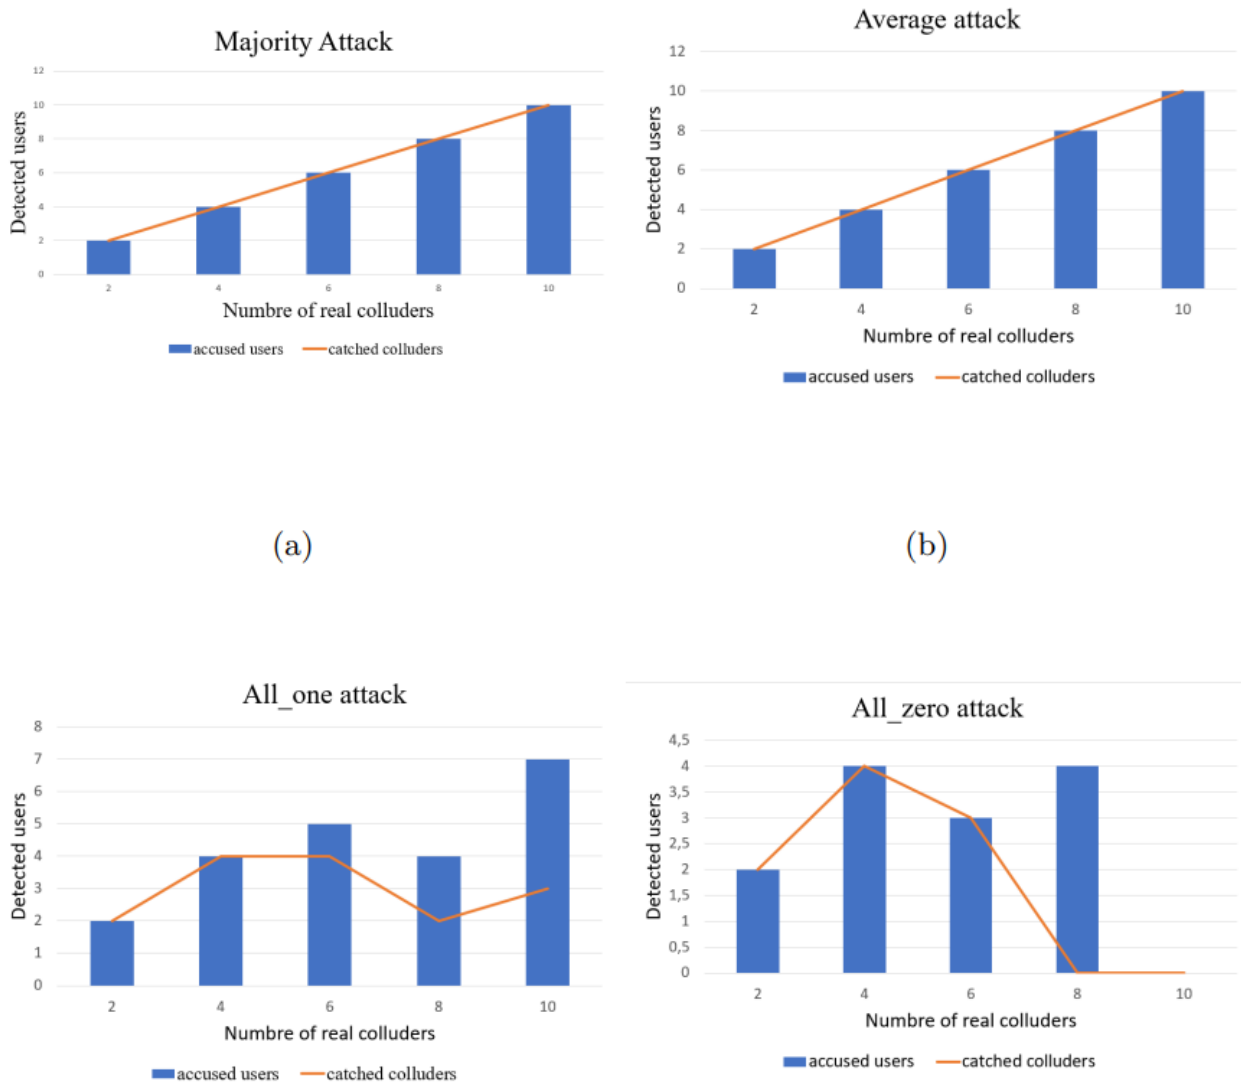 Majority Attack
12
10
8
6
4
2
0
Detected users
2 4 6 8 10
Numbre of real colluders
accused users catched colluders
(a)
Average attack
12
10
8
6
4
2
0
Detected users
2 4 6 8 10
Numbre of real colluders
accused users catched colluders
(b)
All_one attack
8
7
6
5
4
3
2
1
0
Detected users
2 4 6 8 10
Numbre of real colluders
accused users catched colluders
All_zero attack
4,5
4
3,5
3
2,5
2
1,5
1
0,5
0
Detected users
2 4 6 8 10
Numbre of real colluders
accused users catched colluders